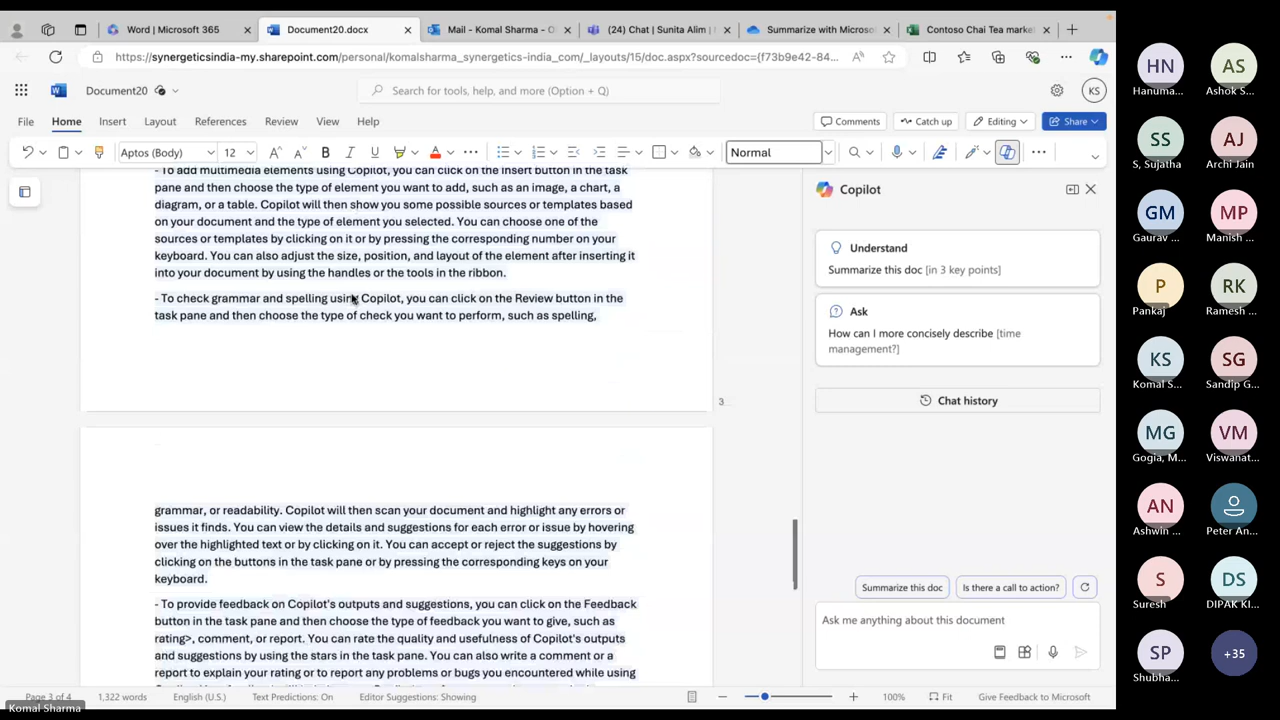 Word | Microsoft 365
Document20.docx
Mail - Komal Sharma - O
(24) Chat | Sunita Alim |
Summarize with Microso
Contoso Chai Tea marke
https://synergeticsindia-my.sharepoint.com/personal/komalsharma_synergetics-india_com/_layouts/15/doc.aspx?sourcedoc={f73b9e42-84...
Document20
Search for tools, help, and more (Option + Q)
KS
File Home Insert Layout References Review View Help
Comments Catch up Editing Share
Aptos (Body) 12 Normal
- To add multimedia elements using Copilot, you can click on the Insert button in the task
pane and then choose the type of element you want to add, such as an image, a chart, a
diagram, or a table. Copilot will then show you some possible sources or templates based
on your document and the type of element you selected. You can choose one of the
sources or templates by clicking on it or by pressing the corresponding number on your
keyboard. You can also adjust the size, position, and layout of the element after inserting it
into your document by using the handles or the tools in the ribbon.
- To check grammar and spelling using Copilot, you can click on the Review button in the
task pane and then choose the type of check you want to perform, such as spelling,
3
grammar, or readability. Copilot will then scan your document and highlight any errors or
issues it finds. You can view the details and suggestions for each error or issue by hovering
over the highlighted text or by clicking on it. You can accept or reject the suggestions by
clicking on the buttons in the task pane or by pressing the corresponding keys on your
keyboard.
- To provide feedback on Copilot's outputs and suggestions, you can click on the Feedback
button in the task pane and then choose the type of feedback you want to give, such as
rating>, comment, or report. You can rate the quality and usefulness of Copilot's outputs
and suggestions by using the stars in the task pane. You can also write a comment or a
report to explain your rating or to report any problems or bugs you encountered while using
Copilot
Understand
Summarize this doc [in 3 key points]
Ask
How can I more concisely describe [time
management?]
Chat history
Summarize this doc
Is there a call to action?
Ask me anything about this document
Page 3 of 4 1,322 words English (U.S.) Text Predictions: On Editor Suggestions: Showing 100% Fit Give Feedback to Microsoft
Komal Sharma
HN AS
Hanuma... Ashok S...
SS AJ
S, Sujatha Archi Jain
GM MP
Gaurav ... Manish ...
P RK
Pankaj Ramesh ...
KS SG
Komal S... Sandip G...
MG VM
Gogia, M... Viswanat...
AN
Ashwin ... Peter An...
S DS
Suresh DIPAK KI...
SP +35
Shubha...